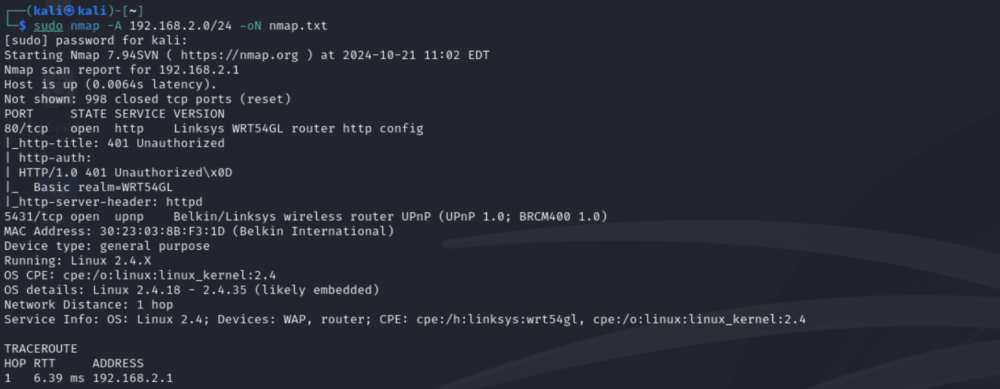 ┌──(kali㉿kali)-[~]
└─$ sudo nmap -A 192.168.2.0/24 -oN nmap.txt
[sudo] password for kali:
Starting Nmap 7.94SVN ( https://nmap.org ) at 2024-10-21 11:02 EDT
Nmap scan report for 192.168.2.1
Host is up (0.0064s latency).
Not shown: 998 closed tcp ports (reset)
PORT     STATE SERVICE VERSION
80/tcp   open  http    Linksys WRT54GL router http config
|_http-title: 401 Unauthorized
| http-auth:
| HTTP/1.0 401 Unauthorized\x0D
|_  Basic realm=WRT54GL
|_http-server-header: httpd
5431/tcp open  upnp    Belkin/Linksys wireless router UPnP (UPnP 1.0; BRCM400 1.0)
MAC Address: 30:23:03:8B:F3:1D (Belkin International)
Device type: general purpose
Running: Linux 2.4.X
OS CPE: cpe:/o:linux:linux_kernel:2.4
OS details: Linux 2.4.18 - 2.4.35 (likely embedded)
Network Distance: 1 hop
Service Info: OS: Linux 2.4; Devices: WAP, router; CPE: cpe:/h:linksys:wrt54gl, cpe:/o:linux:linux_kernel:2.4
TRACEROUTE
HOP RTT     ADDRESS
1   6.39 ms 192.168.2.1